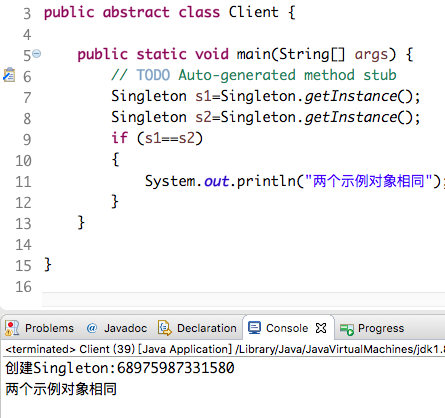 3 public abstract class Client {
4
5 public static void main(String[] args) {
6 // TODO Auto-generated method stub
7 Singleton s1=Singleton.getInstance();
8 Singleton s2=Singleton.getInstance();
9 if (s1==s2)
10 {
11 System.out.println("两个示例对象相同");
12 }
13 }
14
15 }
16
Problems @ Javadoc Declaration Console Progress
<terminated> Client (39) [Java Application] /Library/Java/JavaVirtualMachines/jdk1.8
创建Singleton:68975987331580
两个示例对象相同